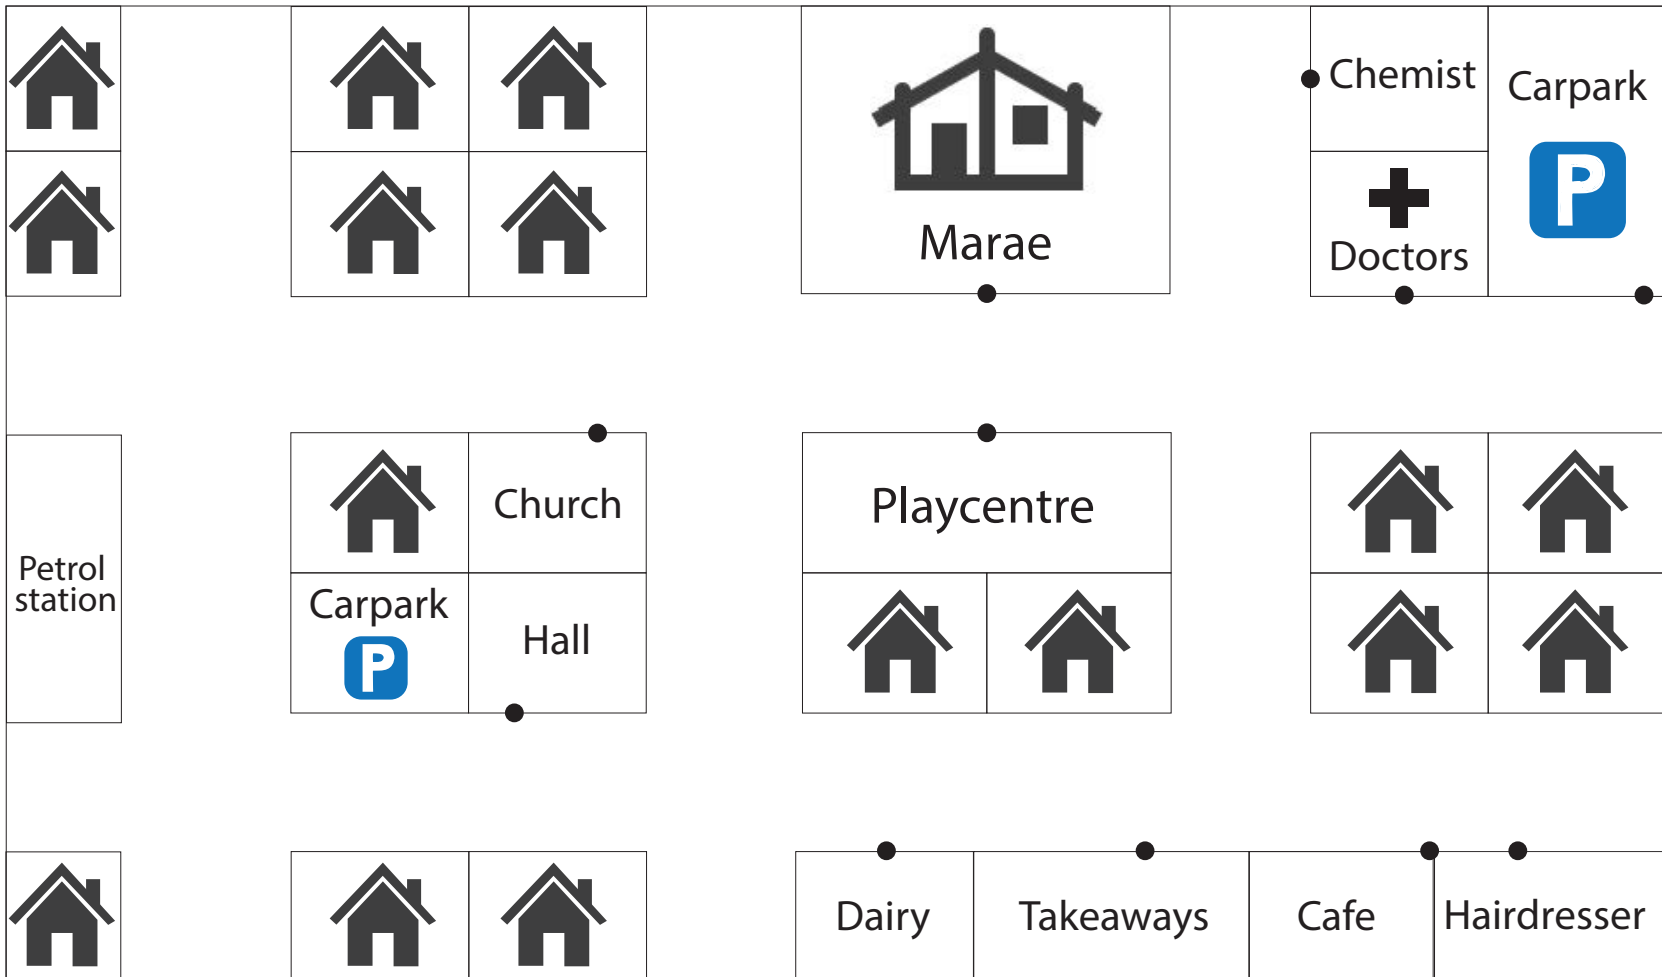 Chemist
Carpark
P
Marae
Doctors
Church
Playcentre
Petrol
station
Carpark
P
Hall
Dairy
Takeaways
Cafe
Hairdresser